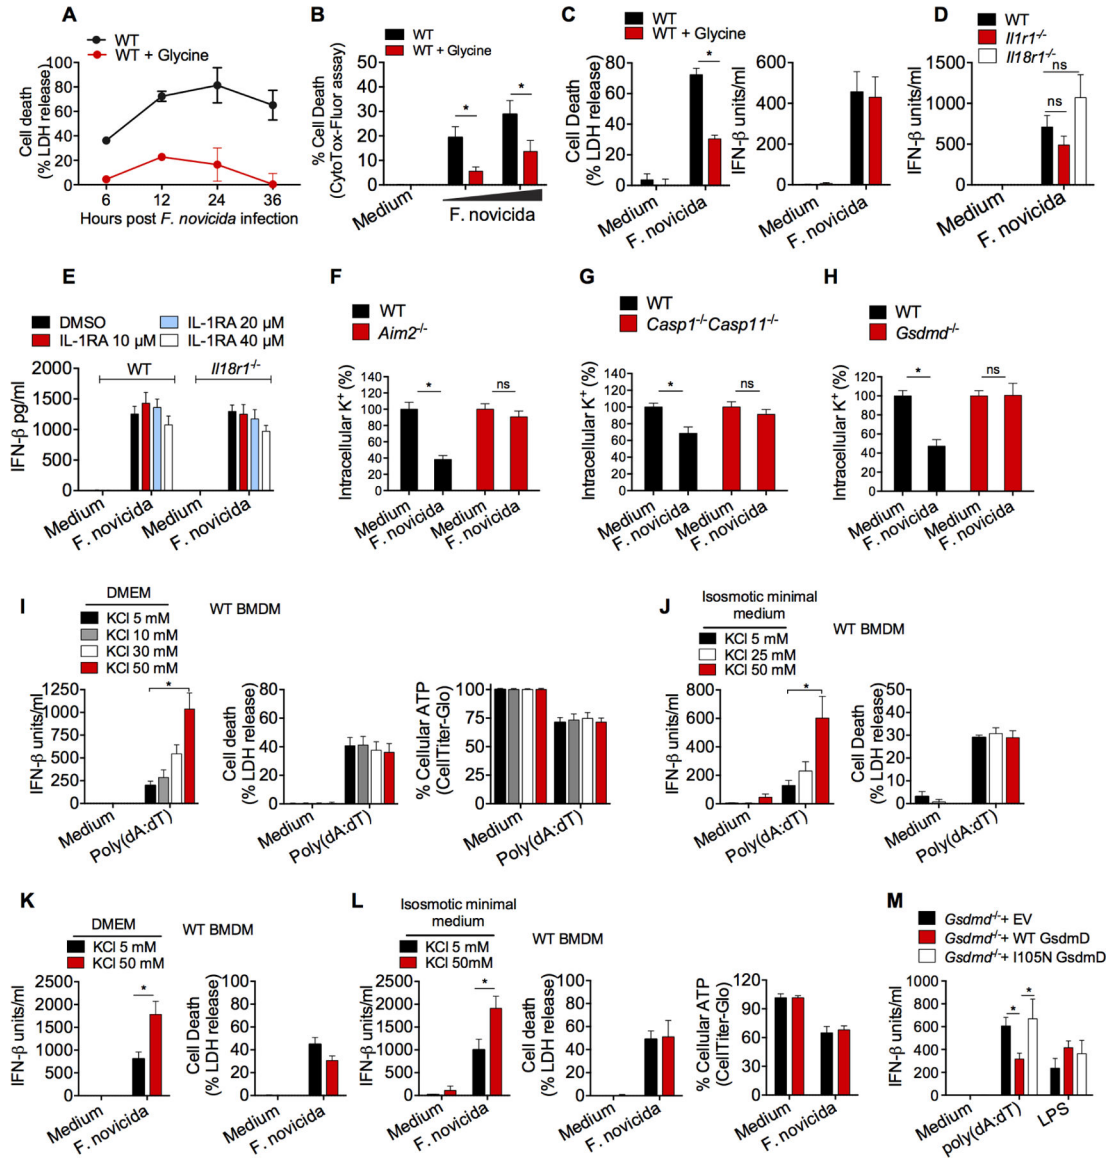 A
WT
WT + Glycine
Cell death
(% LDH release)
100
80
60
40
20
0
6 12 24 36
Hours post F. novicida infection
B
WT
WT + Glycine
% Cell Death
(CytoTox-Fluor assay)
50
40
30
20
10
0
* *
Medium
F. novicida
C
WT
WT + Glycine
Cell Death
(% LDH release)
80
60
40
20
0
*
Medium
F. novicida
IFN-β units/ml
600
400
200
0
Medium
F. novicida
D
WT
Il1r1-/-
Il18r1-/-
IFN-β units/ml
1500
1000
500
0
ns
ns
Medium
F. novicida
E
DMSO
IL-1RA 10 µM
IL-1RA 20 µM
IL-1RA 40 µM
WT
Il18r1-/-
IFN-β pg/ml
2000
1500
1000
500
0
Medium
F. novicida
Medium
F. novicida
F
WT
Aim2-/-
Intracellular K+ (%)
140
120
100
80
60
40
20
0
* ns
Medium
F. novicida
Medium
F. novicida
G
WT
Casp1-/-Casp11-/-
Intracellular K+ (%)
140
120
100
80
60
40
20
0
* ns
Medium
F. novicida
Medium
F. novicida
H
WT
Gsdmd-/-
Intracellular K+ (%)
120
100
80
60
40
20
0
* ns
Medium
F. novicida
Medium
F. novicida
I
DMEM
KCl 5 mM
KCl 10 mM
KCl 30 mM
KCl 50 mM
WT BMDM
IFN-β units/ml
1250
1000
750
500
250
0
*
Medium
Poly(dA:dT)
Cell death
(% LDH release)
80
60
40
20
0
Medium
Poly(dA:dT)
% Cellular ATP
(CellTiter-Glo)
100
75
50
25
0
Medium
Poly(dA:dT)
J
Isosmotic minimal
medium
KCl 5 mM
KCl 25 mM
KCl 50 mM
WT BMDM
IFN-β units/ml
800
600
400
200
0
*
Medium
Poly(dA:dT)
Cell Death
(% LDH release)
50
40
30
20
10
0
Medium
Poly(dA:dT)
K
DMEM
KCl 5 mM
KCl 50 mM
WT BMDM
IFN-β units/ml
2500
2000
1500
1000
500
0
*
Medium
F. novicida
Cell Death
(% LDH release)
100
80
60
40
20
0
Medium
F. novicida
L
Isosmotic minimal
medium
KCl 5 mM
KCl 50mM
WT BMDM
IFN-β units/ml
2500
2000
1500
1000
500
0
*
Medium
F. novicida
Cell death
(% LDH release)
100
80
60
40
20
0
Medium
F. novicida
% Cellular ATP
(CellTiter-Glo)
120
90
60
30
0
Medium
F. novicida
M
Gsdmd-/-+ EV
Gsdmd-/-+ WT GsdmD
Gsdmd-/-+ I105N GsdmD
IFN-β units/ml
1000
800
600
400
200
0
* *
Medium
poly(dA:dT)
LPS